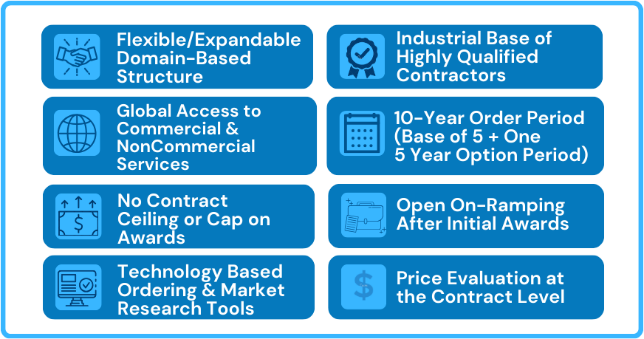 Flexible/Expandable
Domain-Based
Structure
Industrial Base of
Highly Qualified
Contractors
Global Access to
Commercial &
NonCommercial
Services
10-Year Order Period
(Base of 5 + One
5 Year Option Period)
No Contract
Ceiling or Cap on
Awards
Open On-Ramping
After Initial Awards
Technology Based
Ordering & Market
Research Tools
Price Evaluation at
the Contract Level